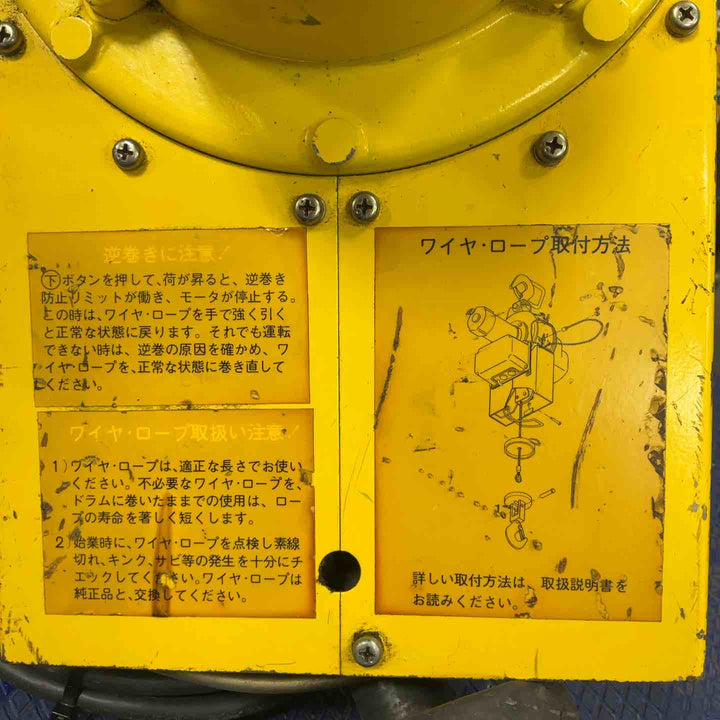 逆巻きに注意!
下ボタンを押して、荷が昇ると、逆巻き
防止リミットが働き、モータが停止する。
この時は、ワイヤ・ロープを手で強く引く
と正常な状態に戻ります。それでも運転
できない時は、逆巻の原因を確かめ、ワ
イヤ・ロープを、正常な状態に巻き直して
ください。
ワイヤ・ロープ取扱い注意!
1)ワイヤ・ロープは、適正な長さでお使い
ください。不必要なワイヤ・ロープを、
ドラムに巻いたままでの使用は、ロー
プの寿命を著しく短くします。
2)始業時に、ワイヤ・ロープを点検し素線
切れ、キンク、サビ等の発生を十分にチ
ェックしてください。ワイヤ・ロープは
純正品と、交換してください。
ワイヤ・ロープ取付方法
詳しい取付方法は、取扱説明書を
お読みください。